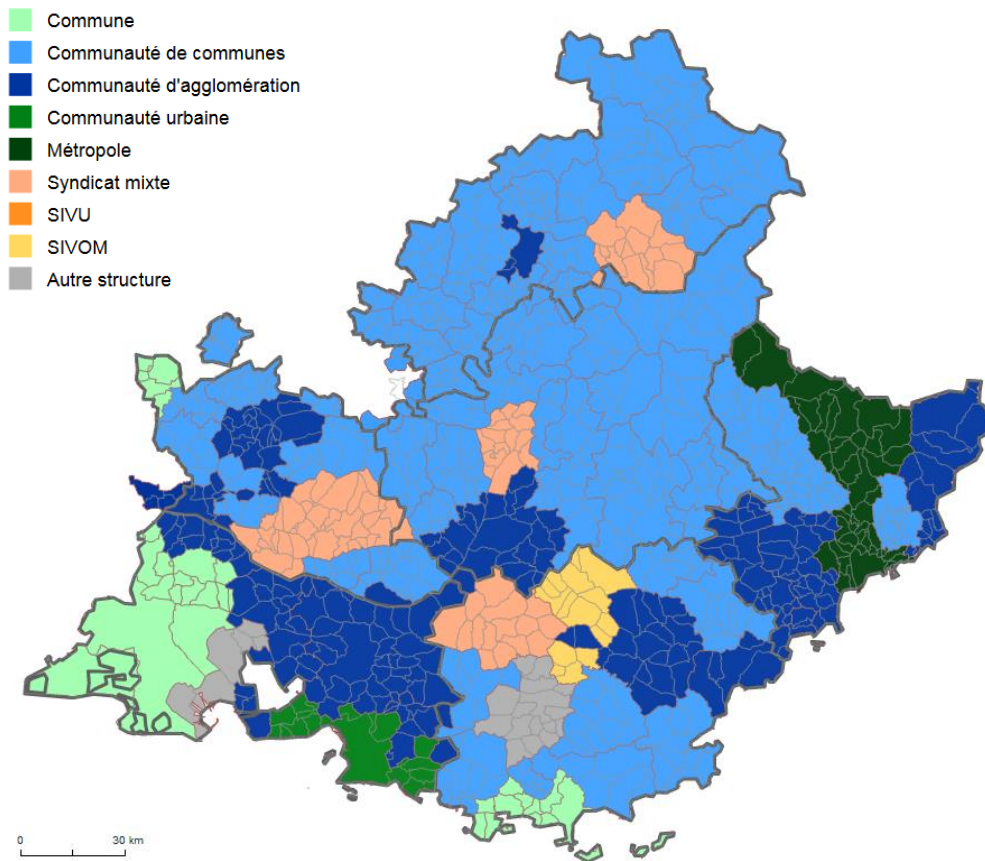 Commune
Communauté de communes
Communauté d'agglomération
Communauté urbaine
Métropole
Syndicat mixte
SIVU
SIVOM
Autre structure
0 30 km